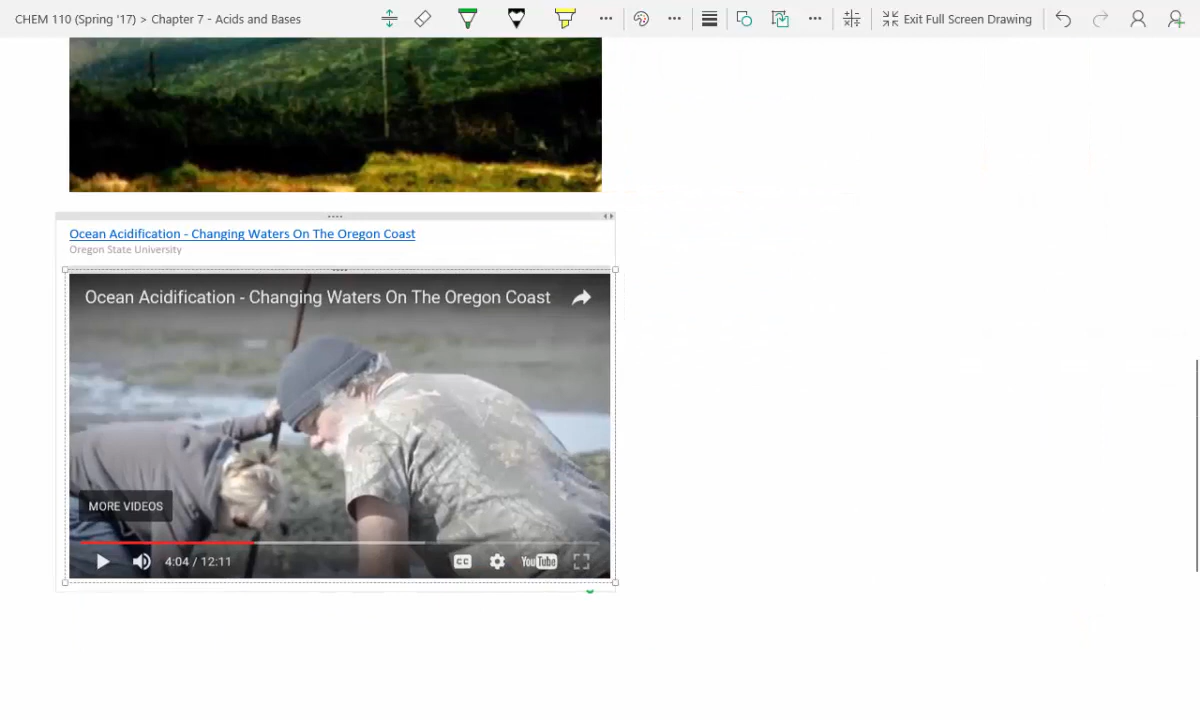 CHEM 110 (Spring '17) > Chapter 7 - Acids and Bases
Exit Full Screen Drawing
Ocean Acidification - Changing Waters On The Oregon Coast
Oregon State University
Ocean Acidification - Changing Waters On The Oregon Coast
MORE VIDEOS
4:04 / 12:11
CC
YouTube